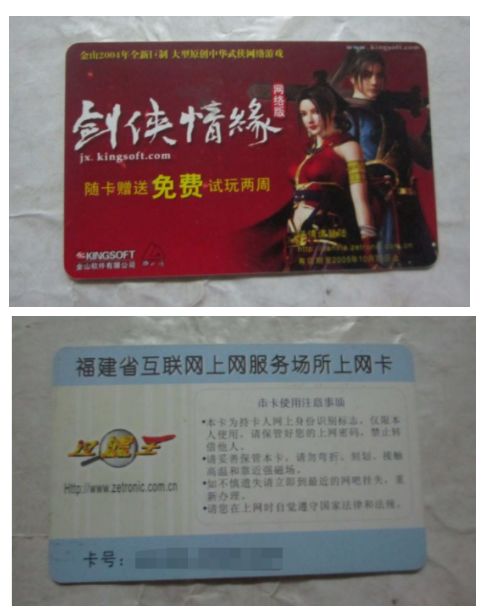 www.kingsoft.com
金山2004年全新巨制 大型原创中华武侠网络游戏
剑侠情缘
网络版
jx.kingsoft.com
随卡赠送 免费 试玩两周
KINGSOFT
金山软件有限公司
福建省互联网上网服务场所上网卡
本卡使用注意事项
•本卡为持卡人网上身份识别标志,仅限本
人使用。请保管好您的上网密码,禁止转
借他人。
•请妥善保管本卡,请勿弯折、刻划、接触
高温和靠近强磁场。
•如不慎遗失请立即到最近的网吧挂失,重
新办理。
•请您在上网时自觉遵守国家法律和法规。
过滤王
Http://www.zetronic.com.cn
卡号: